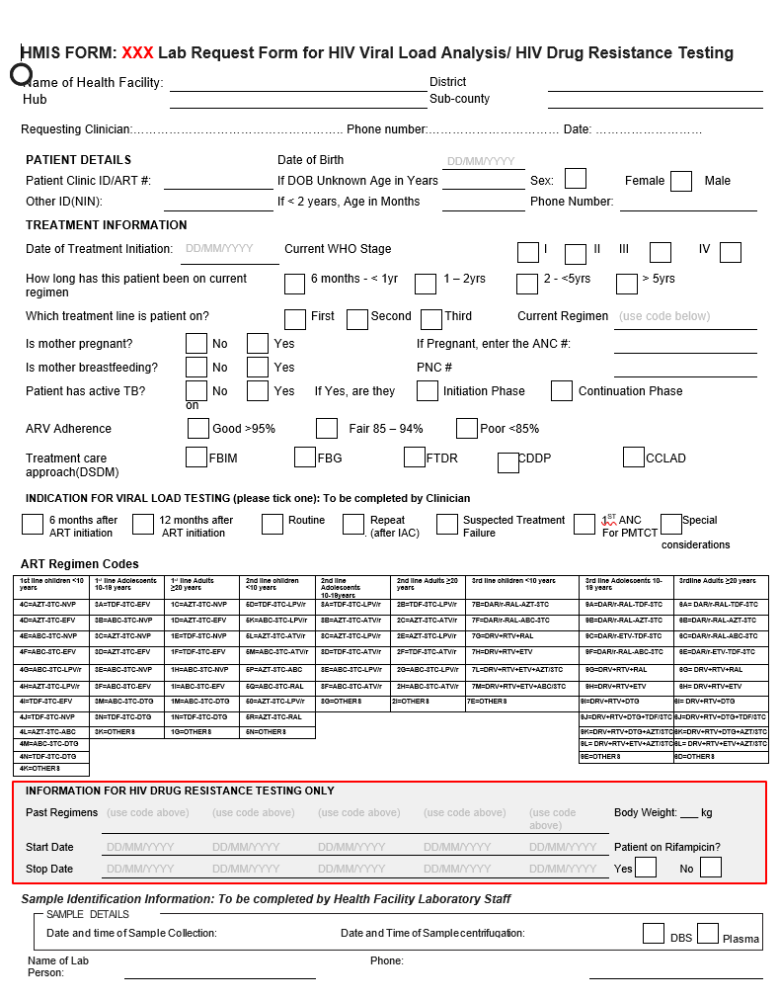 HMIS FORM: XXX Lab Request Form for HIV Viral Load Analysis/ HIV Drug Resistance Testing
Name of Health Facility: District
Hub Sub-county
Requesting Clinician:…………………………………………….. Phone number:…………………………… Date: ………………………
PATIENT DETAILS Date of Birth DD/MM/YYYY
Patient Clinic ID/ART #: If DOB Unknown Age in Years Sex: Female Male
Other ID(NIN): If < 2 years, Age in Months Phone Number:
TREATMENT INFORMATION
Date of Treatment Initiation: DD/MM/YYYY Current WHO Stage I II III IV
How long has this patient been on current 6 months - < 1yr 1 – 2yrs 2 - <5yrs > 5yrs
regimen
Which treatment line is patient on? First Second Third Current Regimen (use code below)
Is mother pregnant? No Yes If Pregnant, enter the ANC #:
Is mother breastfeeding? No Yes PNC #
Patient has active TB? No Yes If Yes, are they Initiation Phase Continuation Phase
on
ARV Adherence Good >95% Fair 85 – 94% Poor <85%
Treatment care FBIM FBG FTDR CDDP CCLAD
approach(DSDM)
INDICATION FOR VIRAL LOAD TESTING (please tick one): To be completed by Clinician
6 months after 12 months after Routine Repeat Suspected Treatment 1ST ANC Special
ART initiation ART initiation . (after IAC) Failure For PMTCT
considerations
ART Regimen Codes
1st line children <10 years 1st line Adolescents 10-19 years 1st line Adults ≥20 years 2nd line children <10 years 2nd line Adolescents 10-19years 2nd line Adults ≥20 years 3rd line children <10 years 3rd line Adolescents 10-19 years 3rdline Adults ≥20 years
4C=AZT-3TC-NVP 3A=TDF-3TC-EFV 1C=AZT-3TC-NVP 5D=TDF-3TC-LPV/r 8A=TDF-3TC-LPV/r 2B=TDF-3TC-LPV/r 7B=DAR/r-RAL-AZT-3TC 9A=DAR/r-RAL-TDF-3TC 6A= DAR/r-RAL-TDF-3TC
4D=AZT-3TC-EFV 3B=ABC-3TC-NVP 1D=AZT-3TC-EFV 5K=ABC-3TC-LPV/r 8B=AZT-3TC-ATV/r 2C=AZT-3TC-ATV/r 7F=DAR/r-RAL-ABC-3TC 9B=DAR/r-RAL-AZT-3TC 6B=DAR/r-RAL-AZT-3TC
4E=ABC-3TC-NVP 3C=AZT-3TC-NVP 1E=TDF-3TC-NVP 5L=AZT-3TC-ATV/r 8C=AZT-3TC-LPV/r 2E=AZT-3TC-LPV/r 7G=DRV+RTV+RAL 9C=DAR/r-ETV-TDF-3TC 6C=DAR/r-RAL-ABC-3TC
4F=ABC-3TC-EFV 3D=AZT-3TC-EFV 1F=TDF-3TC-EFV 5M=ABC-3TC-ATV/r 8D=TDF-3TC-ATV/r 2F=TDF-3TC-ATV/r 7H=DRV+RTV+ETV 9F=DAR/r-RAL-ABC-3TC 6E=DAR/r-ETV-TDF-3TC
4G=ABC-3TC-LPV/r 3E=ABC-3TC-NVP 1H=ABC-3TC-NVP 5P=AZT-3TC-ABC 8E=ABC-3TC-LPV/r 2G=ABC-3TC-LPV/r 7L=DRV+RTV+ETV+AZT/3TC 9G=DRV+RTV+RAL 6G= DRV+RTV+RAL
4H=AZT-3TC-LPV/r 3F=ABC-3TC-EFV 1I=ABC-3TC-EFV 5Q=ABC-3TC-RAL 8F=ABC-3TC-ATV/r 2H=ABC-3TC-ATV/r 7M=DRV+RTV+ETV+ABC/3TC 9H=DRV+RTV+ETV 6H= DRV+RTV+ETV
4I=TDF-3TC-EFV 3M=ABC-3TC-DTG 1M=ABC-3TC-DTG 5G=AZT-3TC-LPV/r 8G=OTHERS 2I=OTHERS 7E=OTHERS 9I=DRV+RTV+DTG 6I= DRV+RTV+DTG
4J=TDF-3TC-NVP 3N=TDF-3TC-DTG 1N=TDF-3TC-DTG 5R=AZT-3TC-RAL 9J=DRV+RTV+DTG+TDF/3TC 6J=DRV+RTV+DTG+TDF/3TC
4L=AZT-3TC-ABC 3K=OTHERS 1G=OTHERS 5N=OTHERS 9K=DRV+RTV+DTG+AZT/3TC 6K=DRV+RTV+DTG+AZT/3TC
4M=ABC-3TC-DTG 9L= DRV+RTV+ETV+AZT/3TC 6L= DRV+RTV+ETV+AZT/3TC
4N=TDF-3TC-DTG 9E=OTHERS 6D=OTHERS
4K=OTHERS
INFORMATION FOR HIV DRUG RESISTANCE TESTING ONLY
Past Regimens (use code above) (use code above) (use code above) (use code above) (use code above) Body Weight: ___ kg
Start Date DD/MM/YYYY DD/MM/YYYY DD/MM/YYYY DD/MM/YYYY DD/MM/YYYY Patient on Rifampicin?
Stop Date DD/MM/YYYY DD/MM/YYYY DD/MM/YYYY DD/MM/YYYY DD/MM/YYYY Yes No
Sample Identification Information: To be completed by Health Facility Laboratory Staff
SAMPLE DETAILS
Date and time of Sample Collection: Date and Time of Sample centrifugation: DBS Plasma
Name of Lab Phone:
Person: